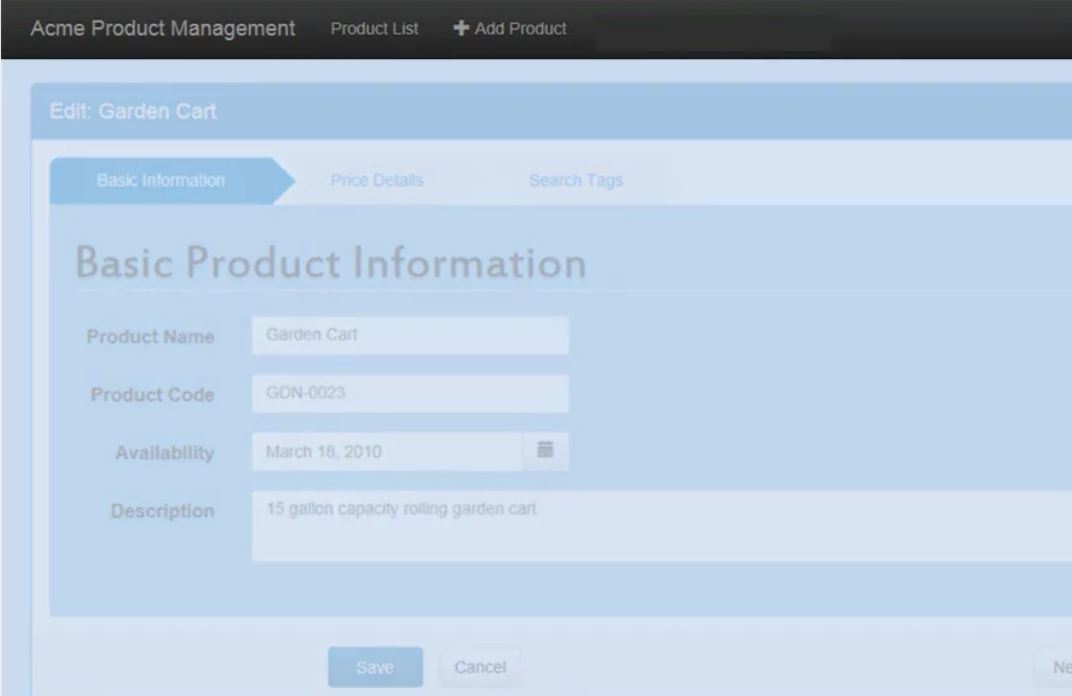 Acme Product Management Product List + Add Product
Edit: Garden Cart
Basic Information Price Details Search Tags
Basic Product Information
Product Name Garden Cart
Product Code GDN-0023
Availability March 18, 2010
Description 15 gallon capacity rolling garden cart
Save Cancel Ne